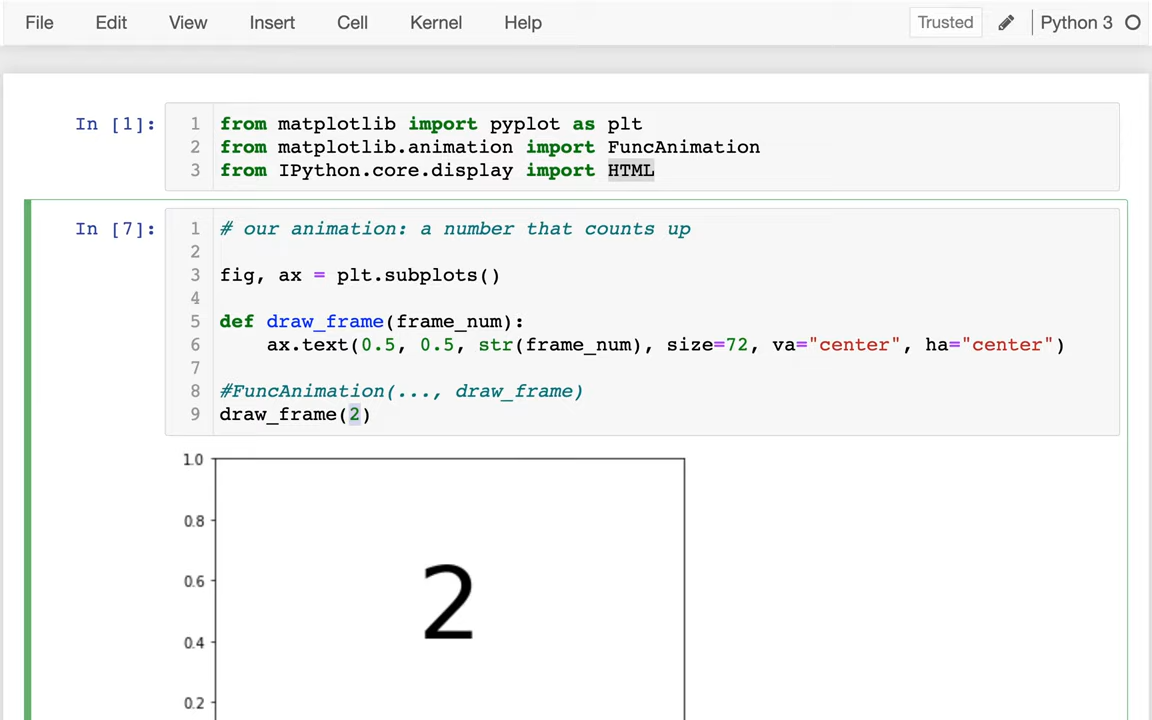 File Edit View Insert Cell Kernel Help Trusted Python 3
In [1]:
1 from matplotlib import pyplot as plt
2 from matplotlib.animation import FuncAnimation
3 from IPython.core.display import HTML
In [7]:
1 # our animation: a number that counts up
2
3 fig, ax = plt.subplots()
4
5 def draw_frame(frame_num):
6     ax.text(0.5, 0.5, str(frame_num), size=72, va="center", ha="center")
7
8 #FuncAnimation(..., draw_frame)
9 draw_frame(2)
1.0
0.8
0.6
2
0.4
0.2